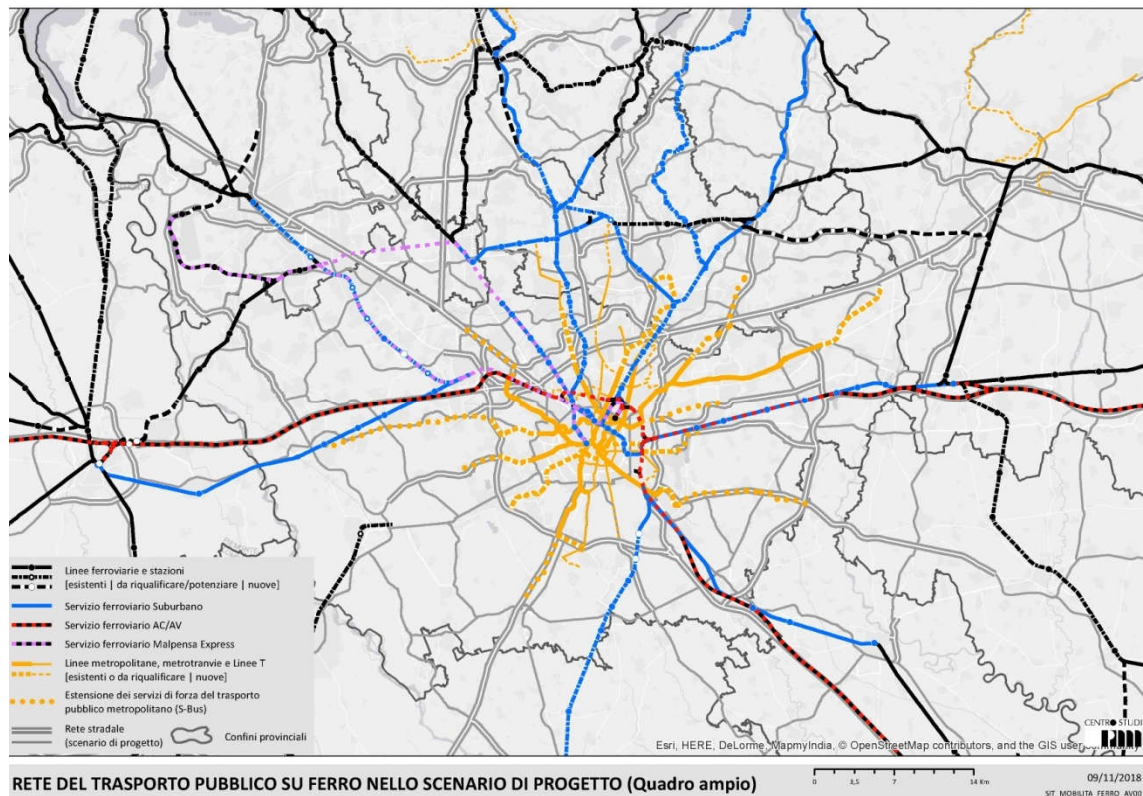 Linee ferroviarie e stazioni
[esistenti | da riqualificare/potenziare | nuove]
Servizio ferroviario Suburbano
Servizio ferroviario AC/AV
Servizio ferroviario Malpensa Express
Linee metropolitane, metrotranvie e Linee T
[esistenti o da riqualificare | nuove]
Estensione dei servizi di forza del trasporto
pubblico metropolitano (S-Bus)
Rete stradale
(scenario di progetto)
Confini provinciali
CENTRO STUDI
PIM
Esri, HERE, DeLorme, MapmyIndia, © OpenStreetMap contributors, and the GIS user community
RETE DEL TRASPORTO PUBBLICO SU FERRO NELLO SCENARIO DI PROGETTO (Quadro ampio)
0 3,5 7 14 Km
09/11/2018